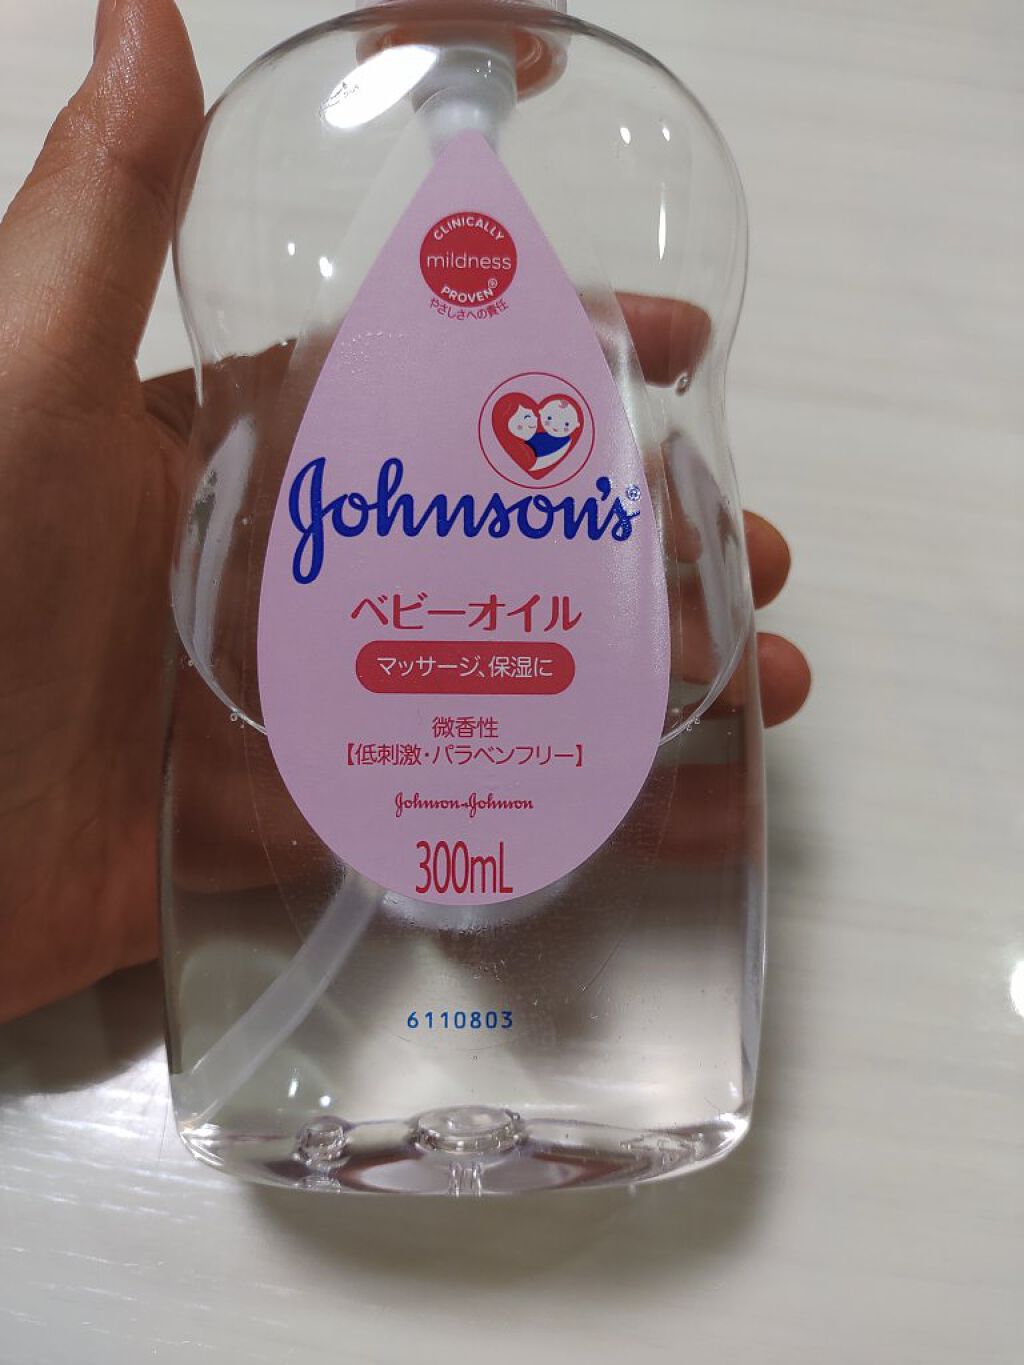 CLINICALLY
mildness
PROVEN®
やさしさへの責任
Johnson's®
ベビーオイル
マッサージ、保湿に
微香性
【低刺激・パラベンフリー】
Johnson&Johnson
300mL
6110803